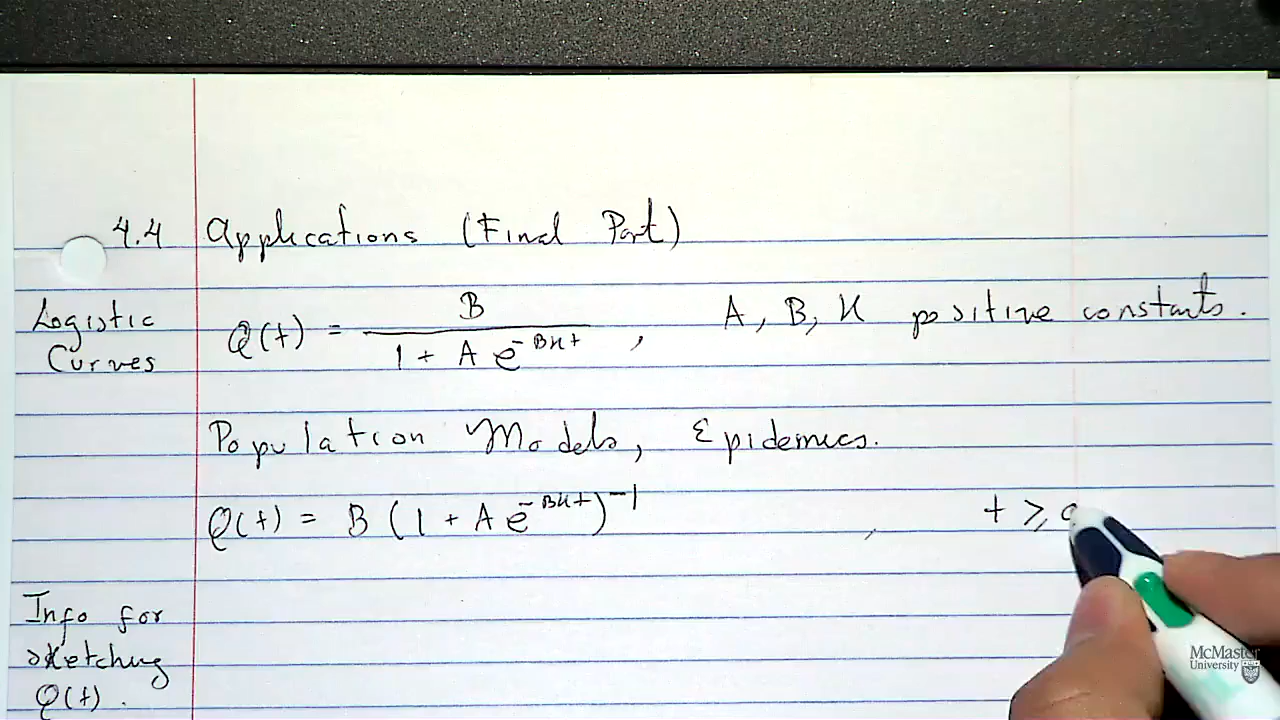 4.4 Applications (Final Part)
Logistic Curves
Q(t) = B / (1 + A e^{-Bkt}) , A, B, k positive constants.
Population Models, Epidemics.
Q(t) = B (1 + A e^{-Bkt})^{-1} , t ≥ 0
Info for
sketching
Q(t).
McMaster
University